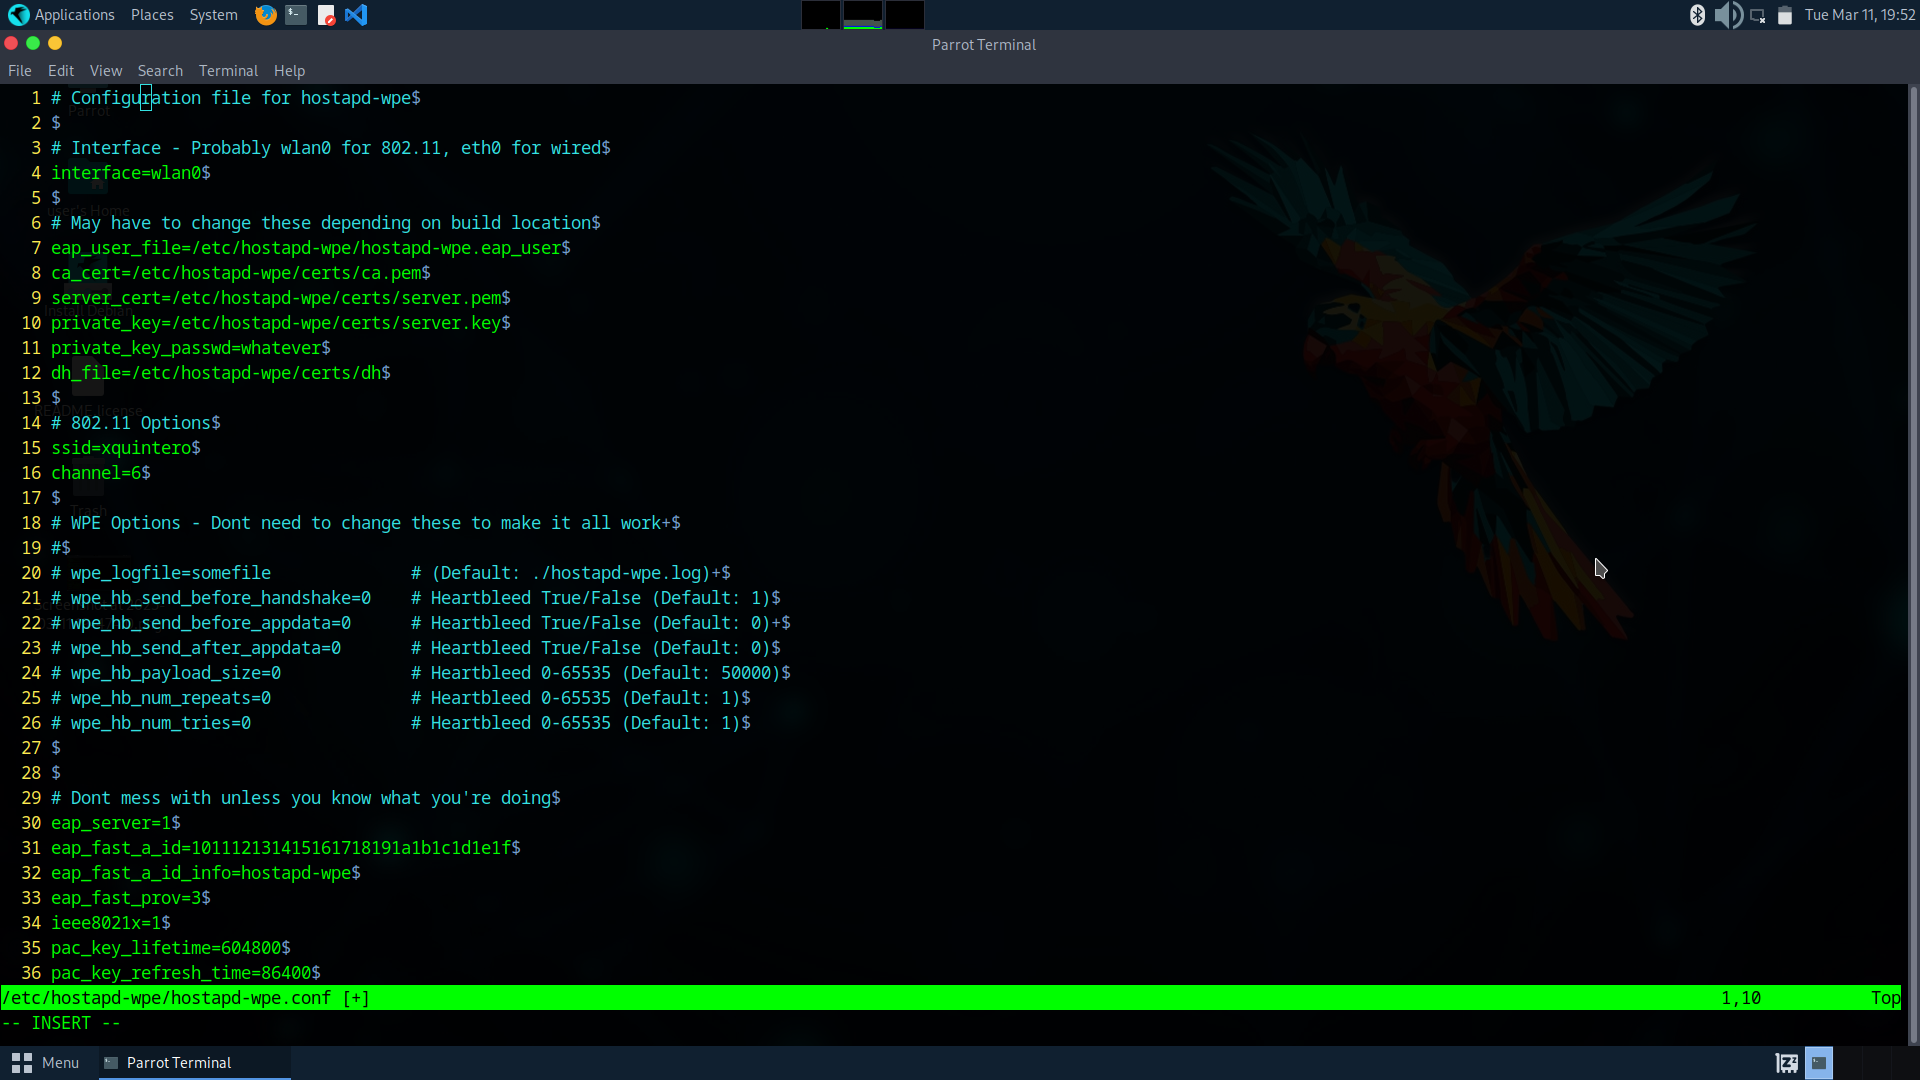 Applications Places System
Tue Mar 11, 19:52
Parrot Terminal
File Edit View Search Terminal Help
1 # Configuration file for hostapd-wpe$
2 $
3 # Interface - Probably wlan0 for 802.11, eth0 for wired$
4 interface=wlan0$
5 $
6 # May have to change these depending on build location$
7 eap_user_file=/etc/hostapd-wpe/hostapd-wpe.eap_user$
8 ca_cert=/etc/hostapd-wpe/certs/ca.pem$
9 server_cert=/etc/hostapd-wpe/certs/server.pem$
10 private_key=/etc/hostapd-wpe/certs/server.key$
11 private_key_passwd=whatever$
12 dh_file=/etc/hostapd-wpe/certs/dh$
13 $
14 # 802.11 Options$
15 ssid=xquintero$
16 channel=6$
17 $
18 # WPE Options - Dont need to change these to make it all work+$
19 #$
20 # wpe_logfile=somefile              # (Default: ./hostapd-wpe.log)+$
21 # wpe_hb_send_before_handshake=0    # Heartbleed True/False (Default: 1)$
22 # wpe_hb_send_before_appdata=0      # Heartbleed True/False (Default: 0)+$
23 # wpe_hb_send_after_appdata=0       # Heartbleed True/False (Default: 0)$
24 # wpe_hb_payload_size=0             # Heartbleed 0-65535 (Default: 50000)$
25 # wpe_hb_num_repeats=0              # Heartbleed 0-65535 (Default: 1)$
26 # wpe_hb_num_tries=0                # Heartbleed 0-65535 (Default: 1)$
27 $
28 $
29 # Dont mess with unless you know what you're doing$
30 eap_server=1$
31 eap_fast_a_id=101112131415161718191a1b1c1d1e1f$
32 eap_fast_a_id_info=hostapd-wpe$
33 eap_fast_prov=3$
34 ieee8021x=1$
35 pac_key_lifetime=604800$
36 pac_key_refresh_time=86400$
/etc/hostapd-wpe/hostapd-wpe.conf [+] 1,10 Top
-- INSERT --
Menu Parrot Terminal